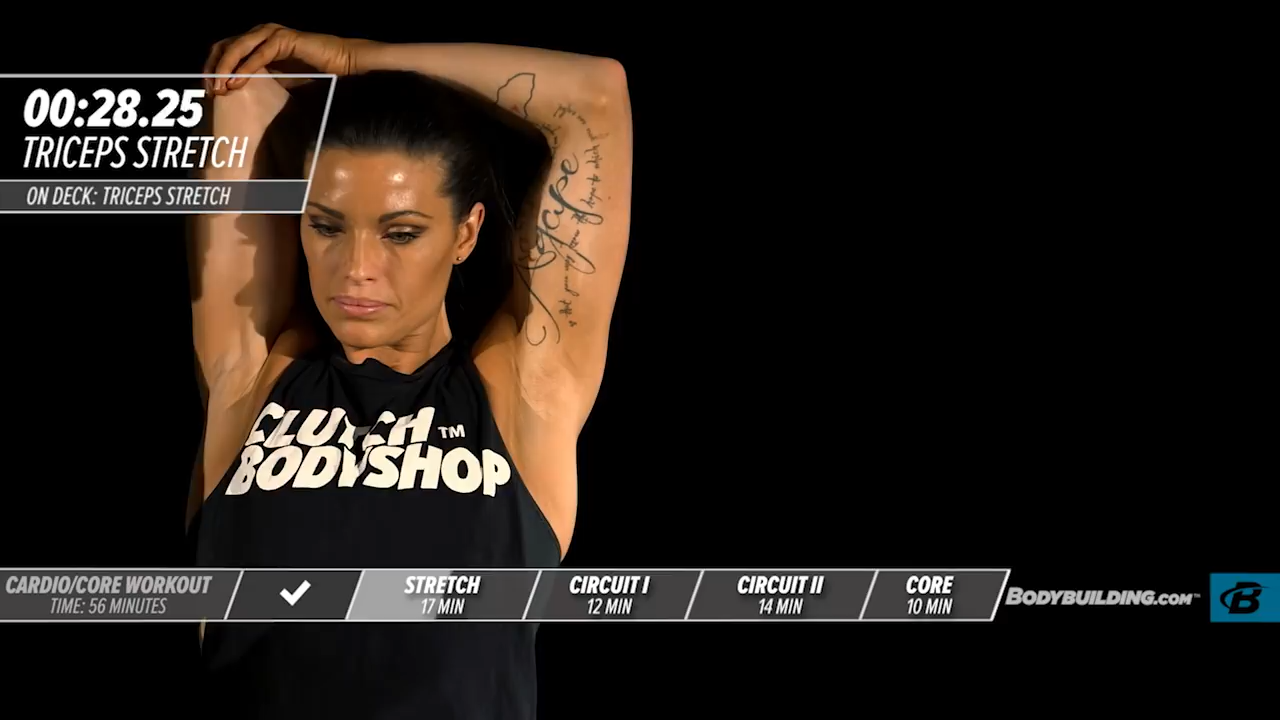 00:28.25
TRICEPS STRETCH
ON DECK: TRICEPS STRETCH
Agape
CLUTCH™
BODYSHOP
CARDIO/CORE WORKOUT
TIME: 56 MINUTES
STRETCH
17 MIN
CIRCUIT I
12 MIN
CIRCUIT II
14 MIN
CORE
10 MIN
BODYBUILDING.COM™
B